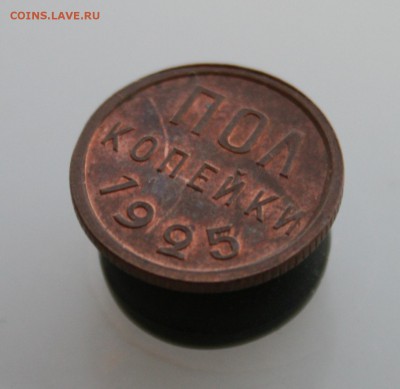 COINS.LAVE.RU
ПОЛ
КОПЕЙКИ
1925